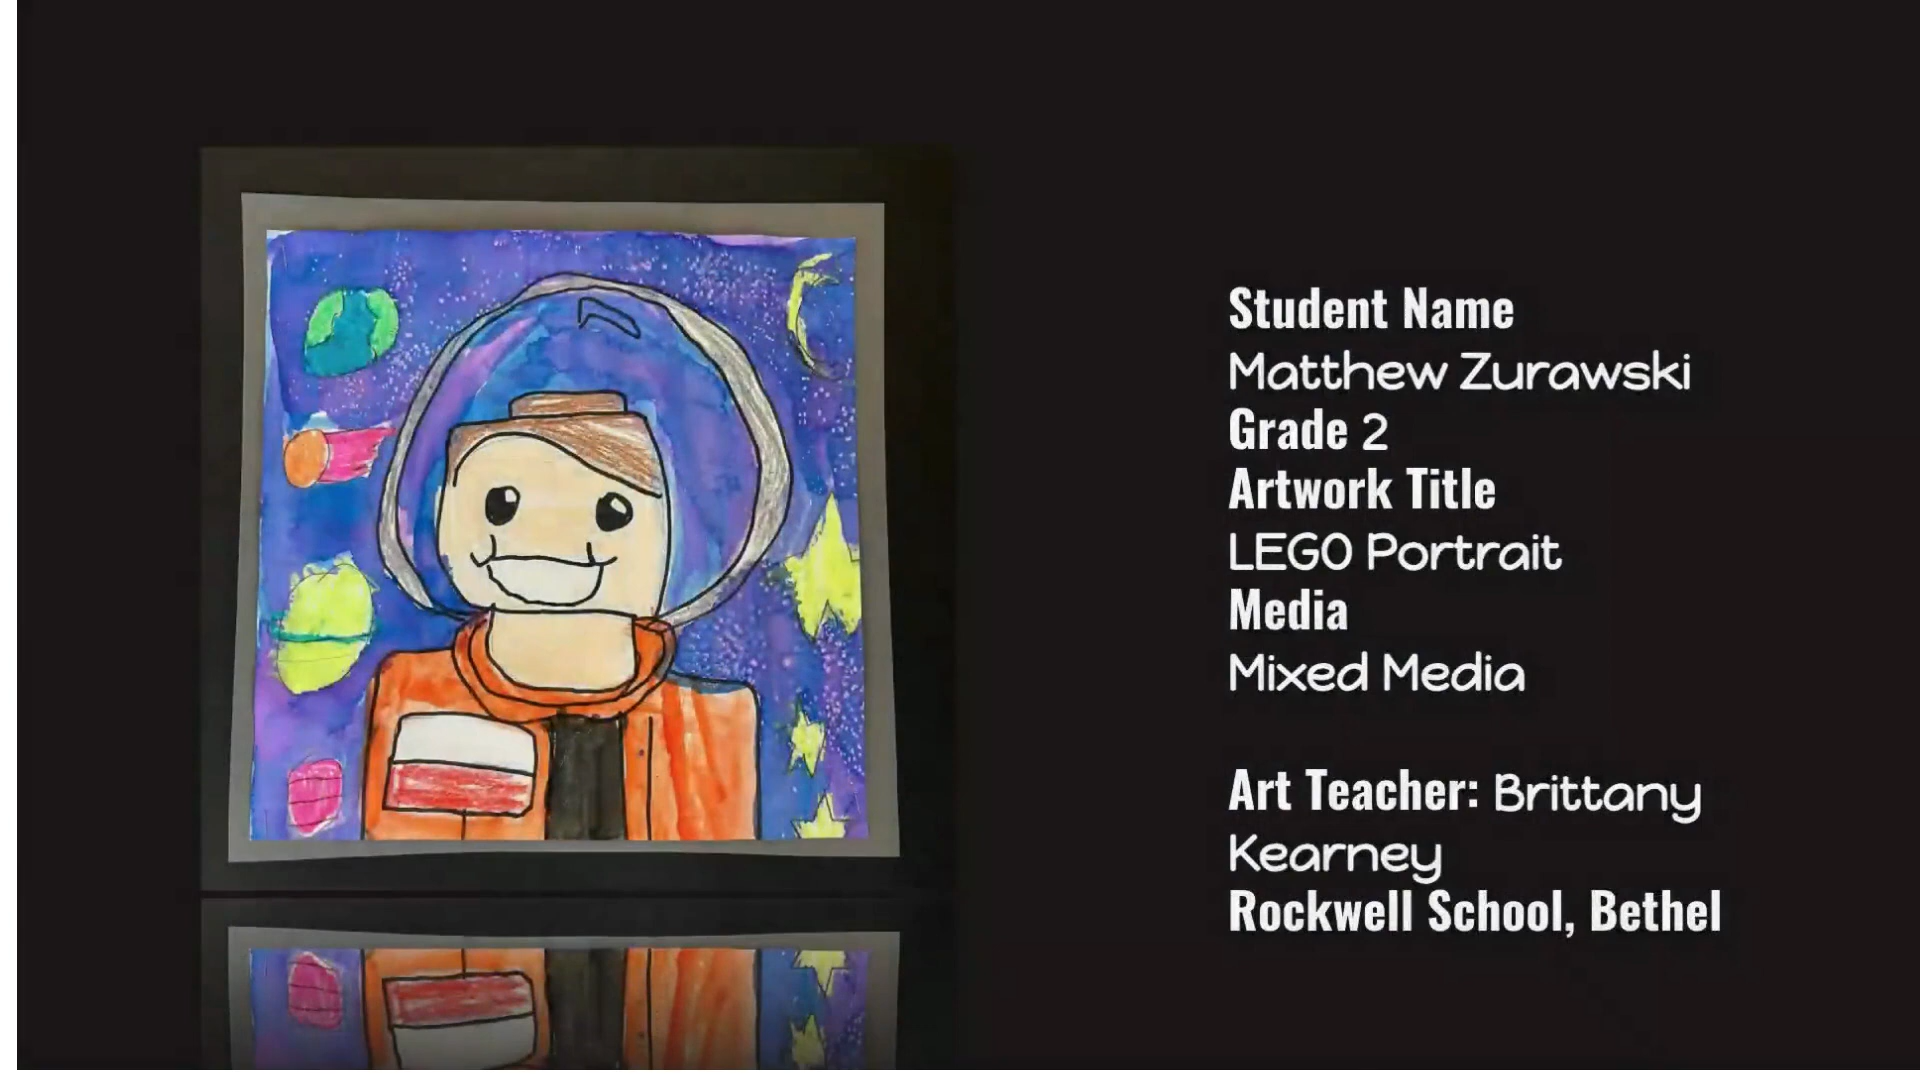 Student Name
Matthew Zurawski
Grade 2
Artwork Title
LEGO Portrait
Media
Mixed Media
Art Teacher: Brittany
Kearney
Rockwell School, Bethel